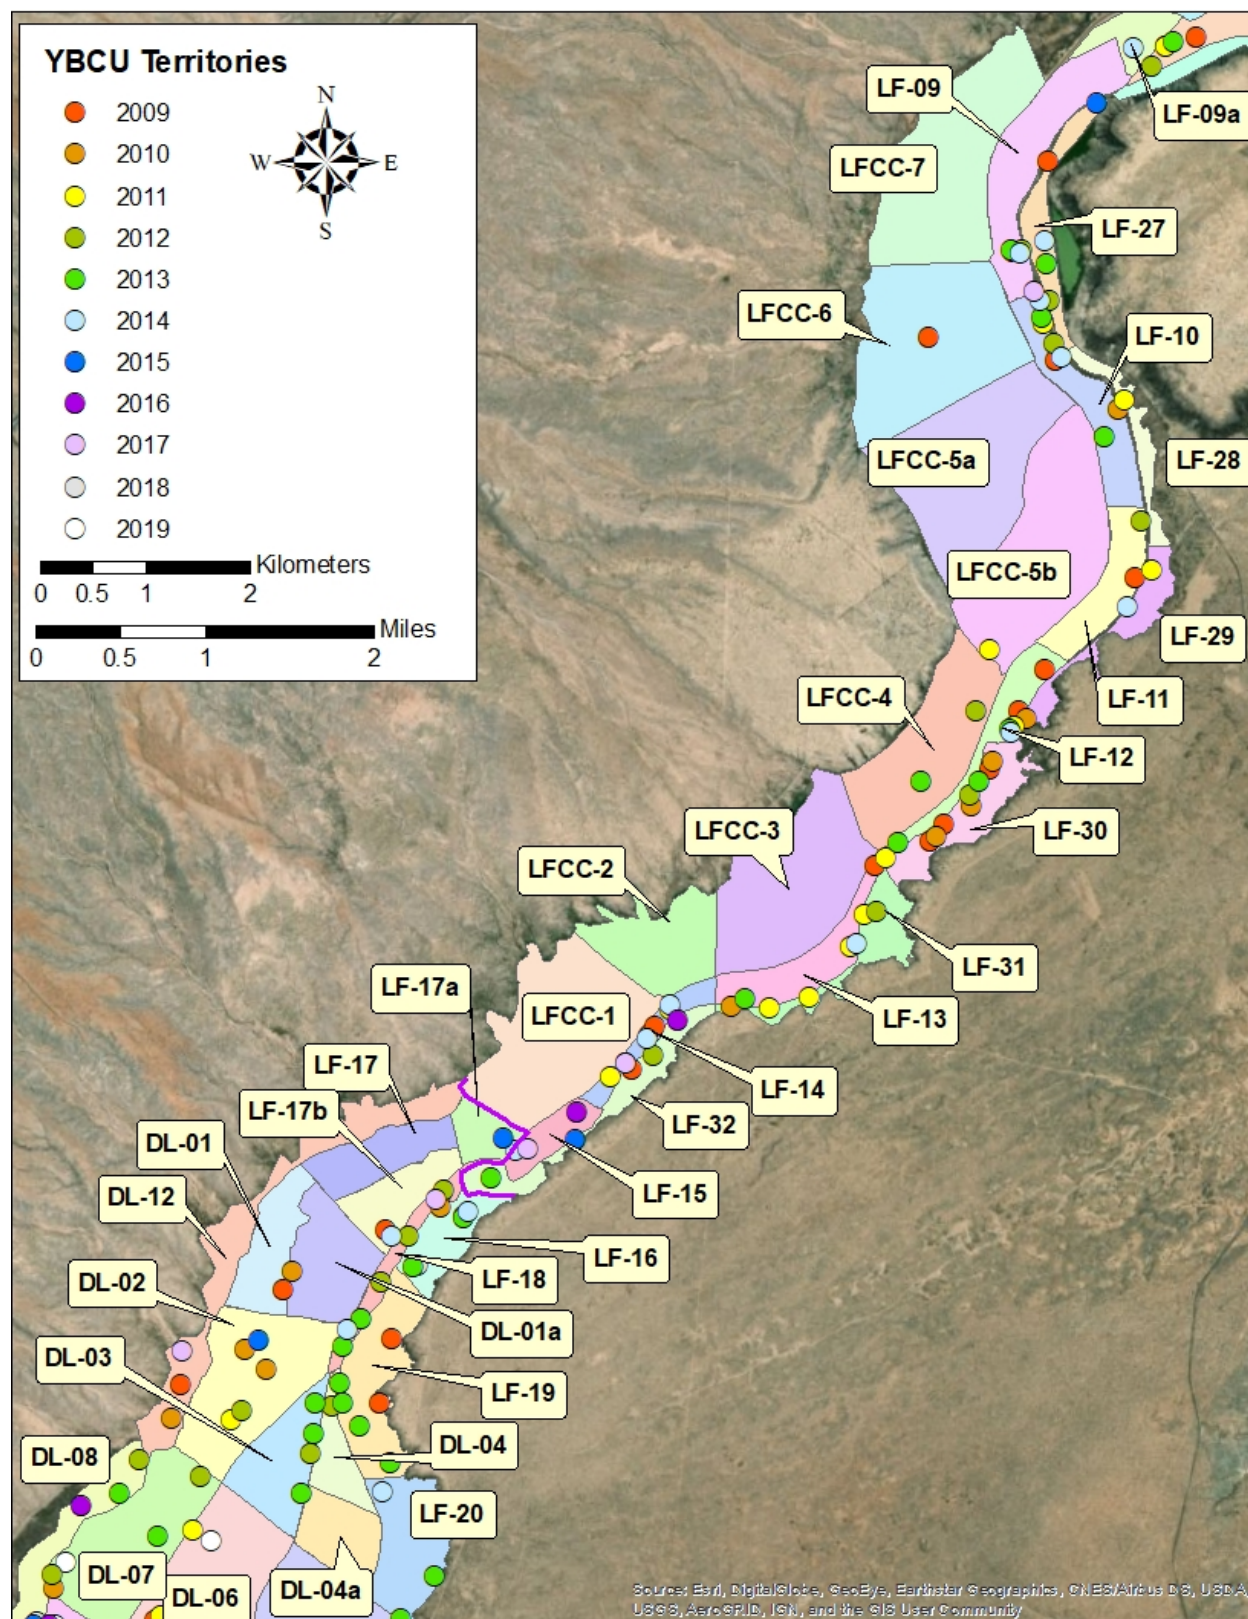 YBCU Territories
2009
2010
2011
2012
2013
2014
2015
2016
2017
2018
2019
N
W
E
S
Kilometers
0 0.5 1 2
Miles
0 0.5 1 2
LF-09
LF-09a
LFCC-7
LF-27
LFCC-6
LF-10
LFCC-5a
LF-28
LFCC-5b
LF-29
LFCC-4
LF-11
LF-12
LFCC-3
LF-30
LFCC-2
LF-31
LF-17a
LFCC-1
LF-13
LF-17
LF-14
LF-17b
LF-32
DL-01
LF-15
DL-12
LF-16
LF-18
DL-02
DL-01a
DL-03
LF-19
DL-04
DL-08
LF-20
DL-07
DL-04a
DL-06
Source: Esri, DigitalGlobe, GeoEye, Earthstar Geographics, CNES/Airbus DS, USDA,
USGS, AeroGRID, IGN, and the GIS User Community